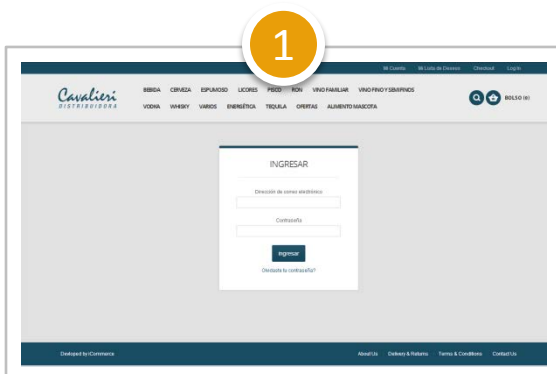 1
Mi Cuenta Mi Lista de Deseos Checkout Log In
Cavalieri
DISTRIBUIDORA
BEBIDA CERVEZA ESPUMOSO LICORES PISCO RON VINO FAMILIAR VINO FINO Y SEMIFINOS
VODKA WHISKY VARIOS ENERGÉTICA TEQUILA OFERTAS ALIMENTO MASCOTA
BOLSO (0)
INGRESAR
Dirección de correo electrónico
Contraseña
Ingresar
Olvidaste tu contraseña?
Developed by iCommerce About Us Delivery & Returns Terms & Conditions Contact Us